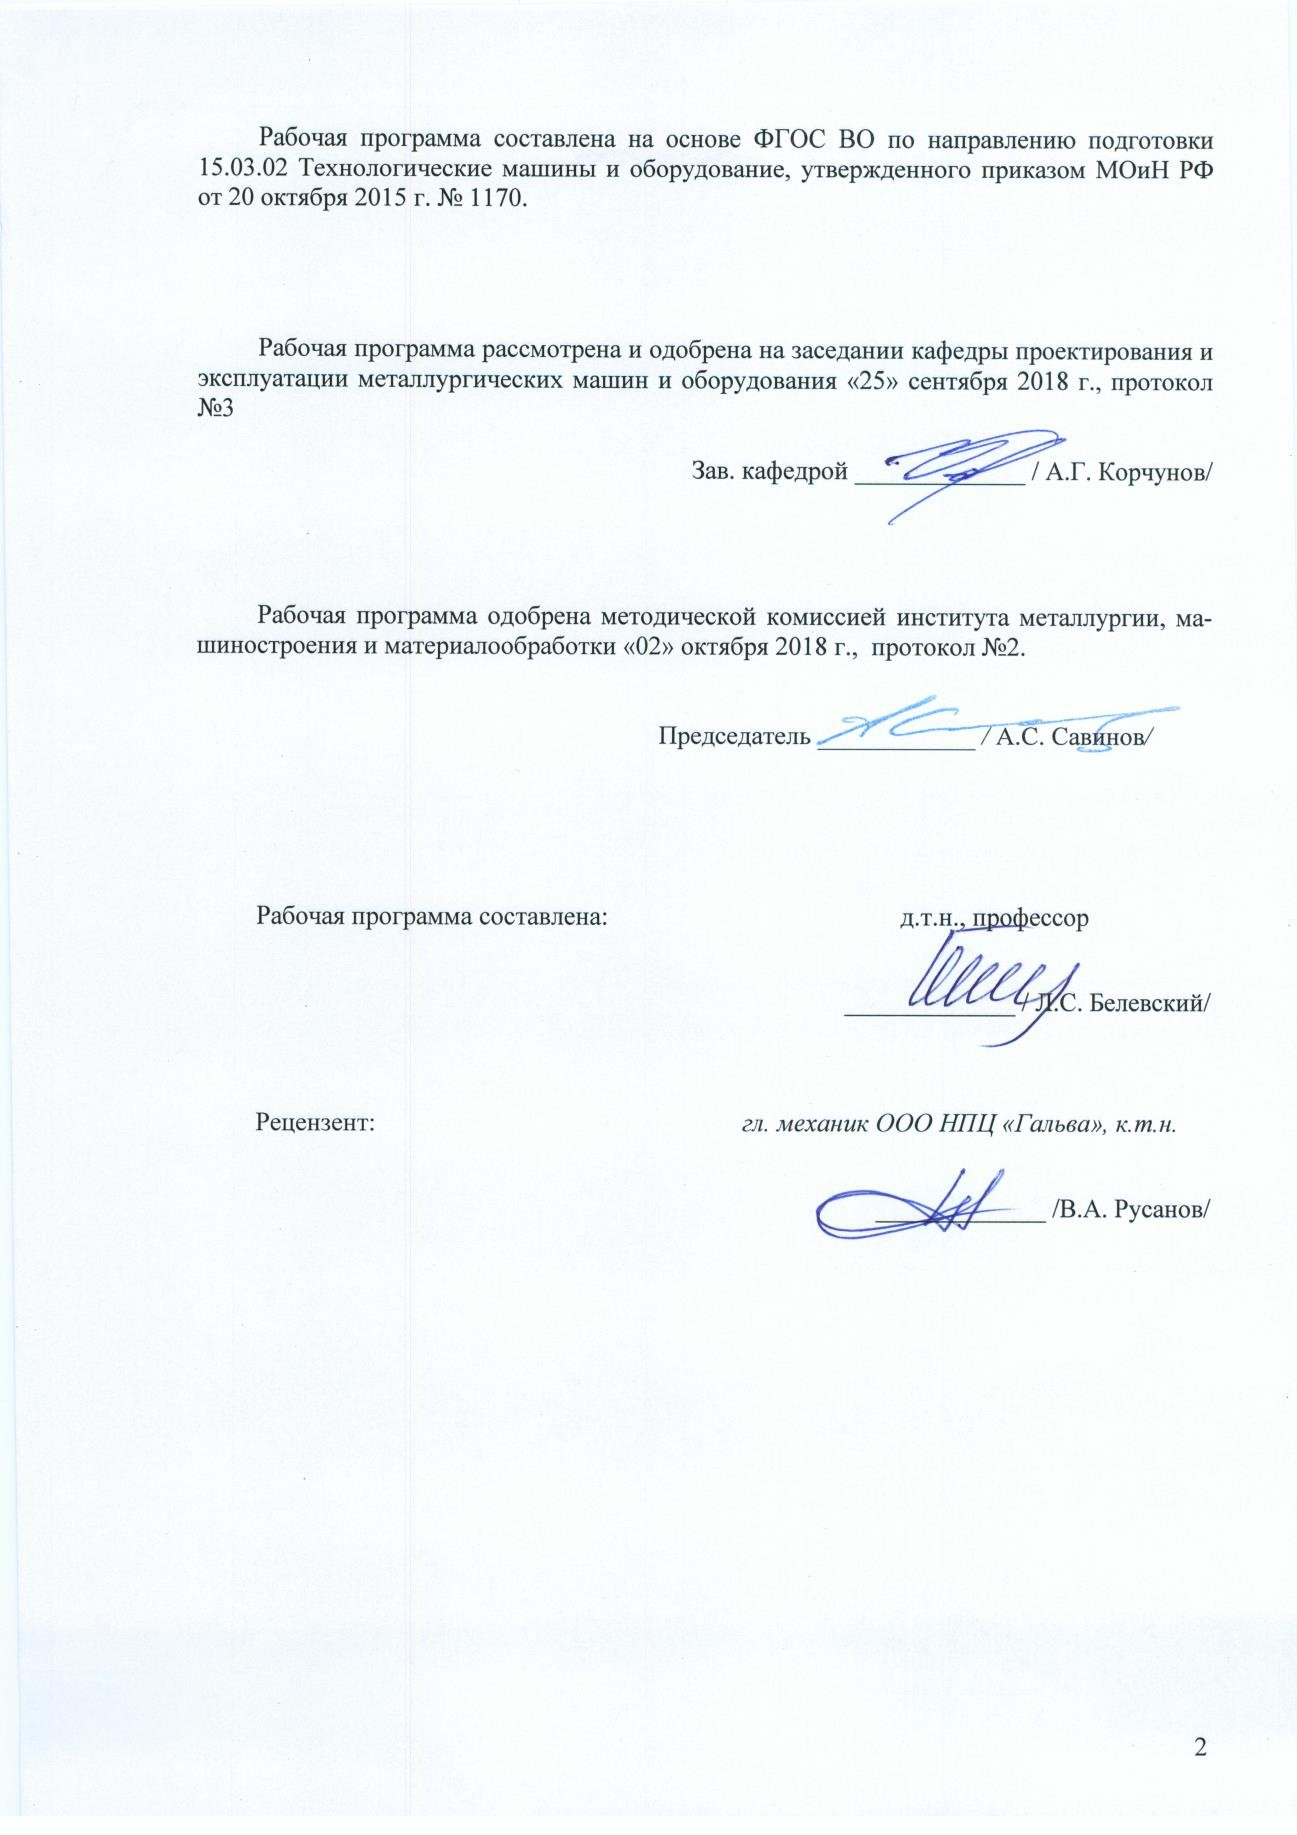 Рабочая программа составлена на основе ФГОС ВО по направлению подготовки
15.03.02 Технологические машины и оборудование, утвержденного приказом МОиН РФ
от 20 октября 2015 г. № 1170.
Рабочая программа рассмотрена и одобрена на заседании кафедры проектирования и
эксплуатации металлургических машин и оборудования «25» сентября 2018 г., протокол
№3
Зав. кафедрой _____________ / А.Г. Корчунов/
Рабочая программа одобрена методической комиссией института металлургии, ма-
шиностроения и материалообработки «02» октября 2018 г., протокол №2.
Председатель ____________ / А.С. Савинов/
Рабочая программа составлена: д.т.н., профессор
_____________ / Л.С. Белевский/
Рецензент: гл. механик ООО НПЦ «Гальва», к.т.н.
_____________ /В.А. Русанов/
2